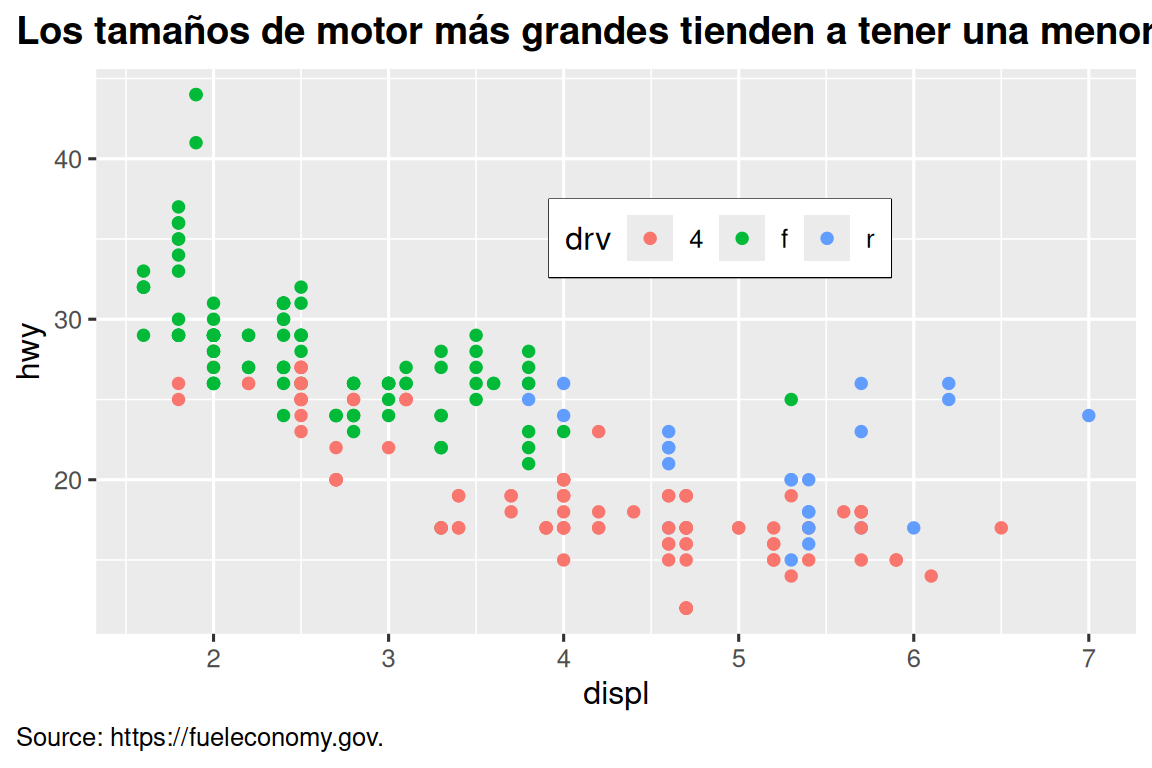 Los tamaños de motor más grandes tienden a tener una menor
hwy
40
30
20
drv 4 f r
2 3 4 5 6 7
displ
Source: https://fueleconomy.gov.